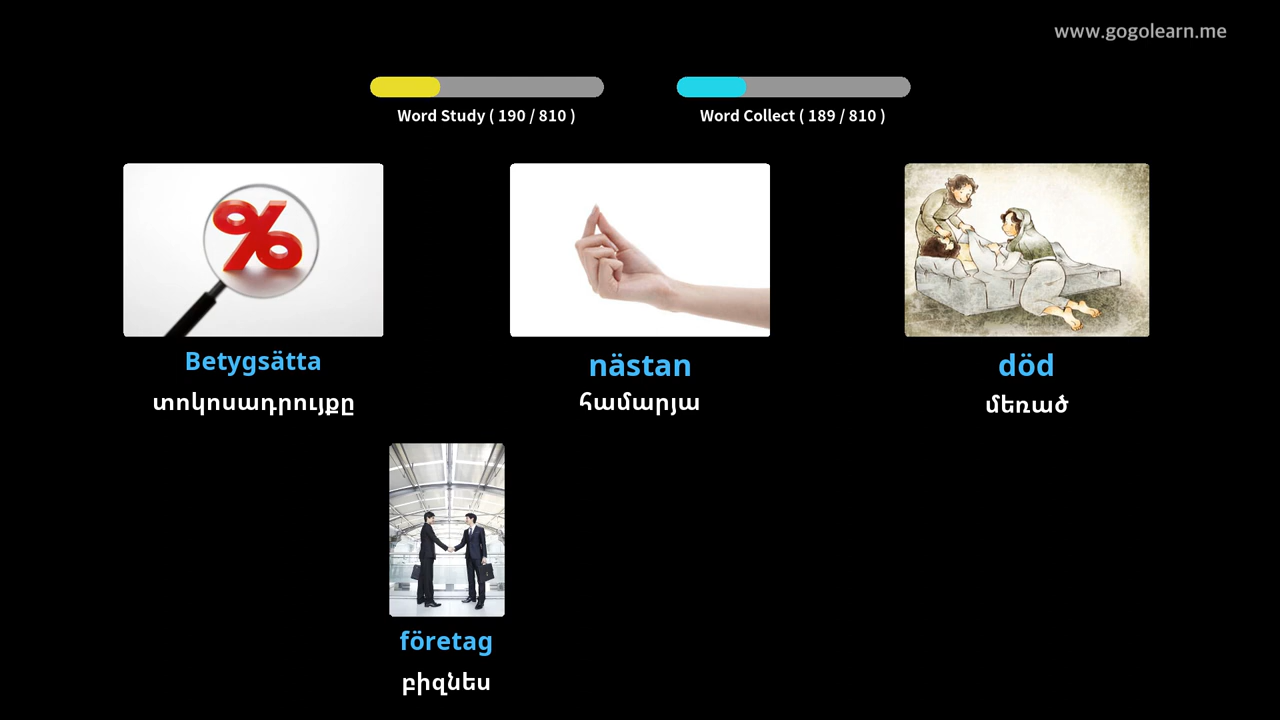 www.gogolearn.me
Word Study ( 190 / 810 )
Word Collect ( 189 / 810 )
%
Betygsätta
տոկոսադրույքը
nästan
համարյա
död
մեռած
företag
բիզնես